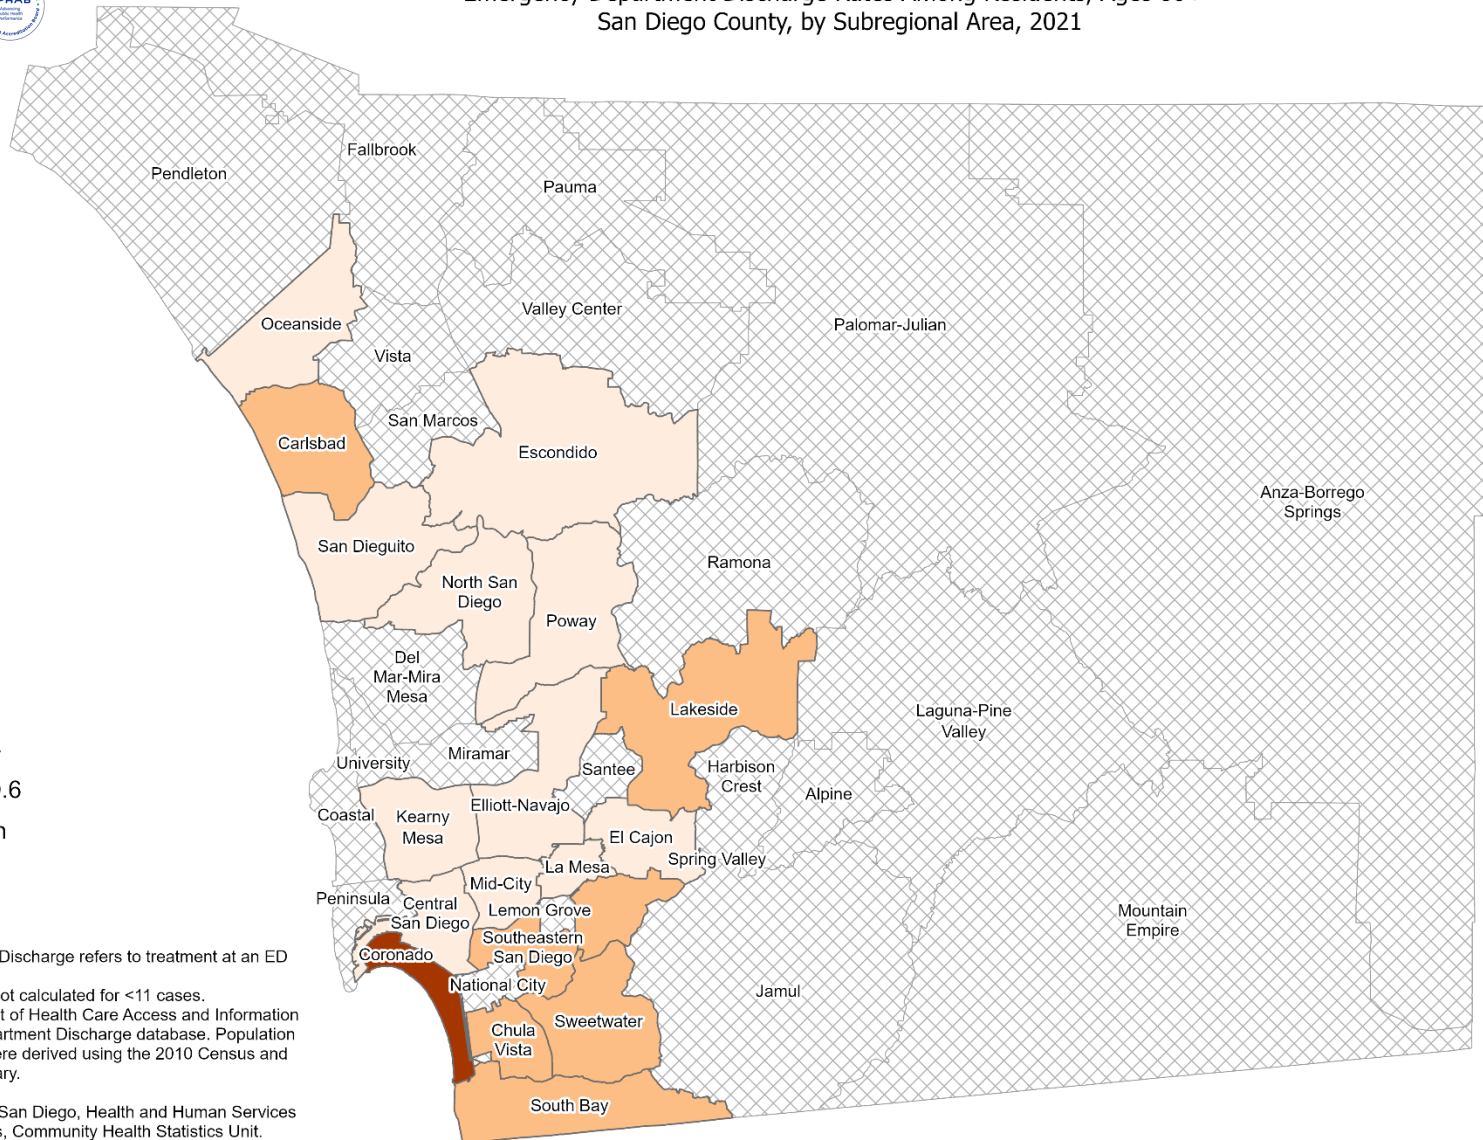 San Diego County, by Subregional Area, 2021
Fallbrook
Pendleton
Pauma
Valley Center
Oceanside
Palomar-Julian
Vista
San Marcos
Carlsbad
Escondido
Anza-Borrego
Springs
San Dieguito
Ramona
North San
Diego
Poway
Del
Mar-Mira
Mesa
Lakeside
Laguna-Pine
Valley
Miramar
University
Santee
Harbison
Crest
.6
Alpine
Elliott-Navajo
Coastal
Kearny
Mesa
El Cajon
Spring Valley
La Mesa
Mid-City
Peninsula
Central
San Diego
Lemon Grove
Mountain
Empire
Southeastern
San Diego
Coronado
Discharge refers to treatment at an ED
National City
Jamul
ot calculated for <11 cases.
t of Health Care Access and Information
artment Discharge database. Population
ere derived using the 2010 Census and
ary.
Chula
Vista
Sweetwater
South Bay
San Diego, Health and Human Services
s, Community Health Statistics Unit.